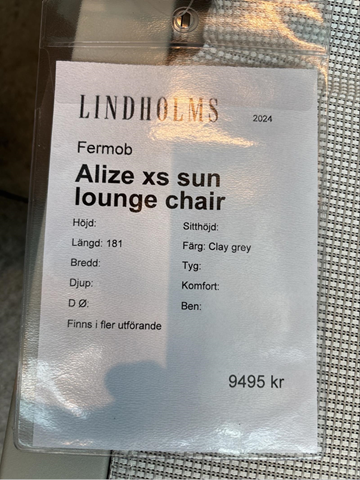 LINDHOLMS 2024
Fermob
Alize xs sun
lounge chair
Höjd: Sitthöjd:
Längd: 181 Färg: Clay grey
Bredd: Tyg:
Djup: Komfort:
D Ø: Ben:
Finns i fler utförande
9495 kr